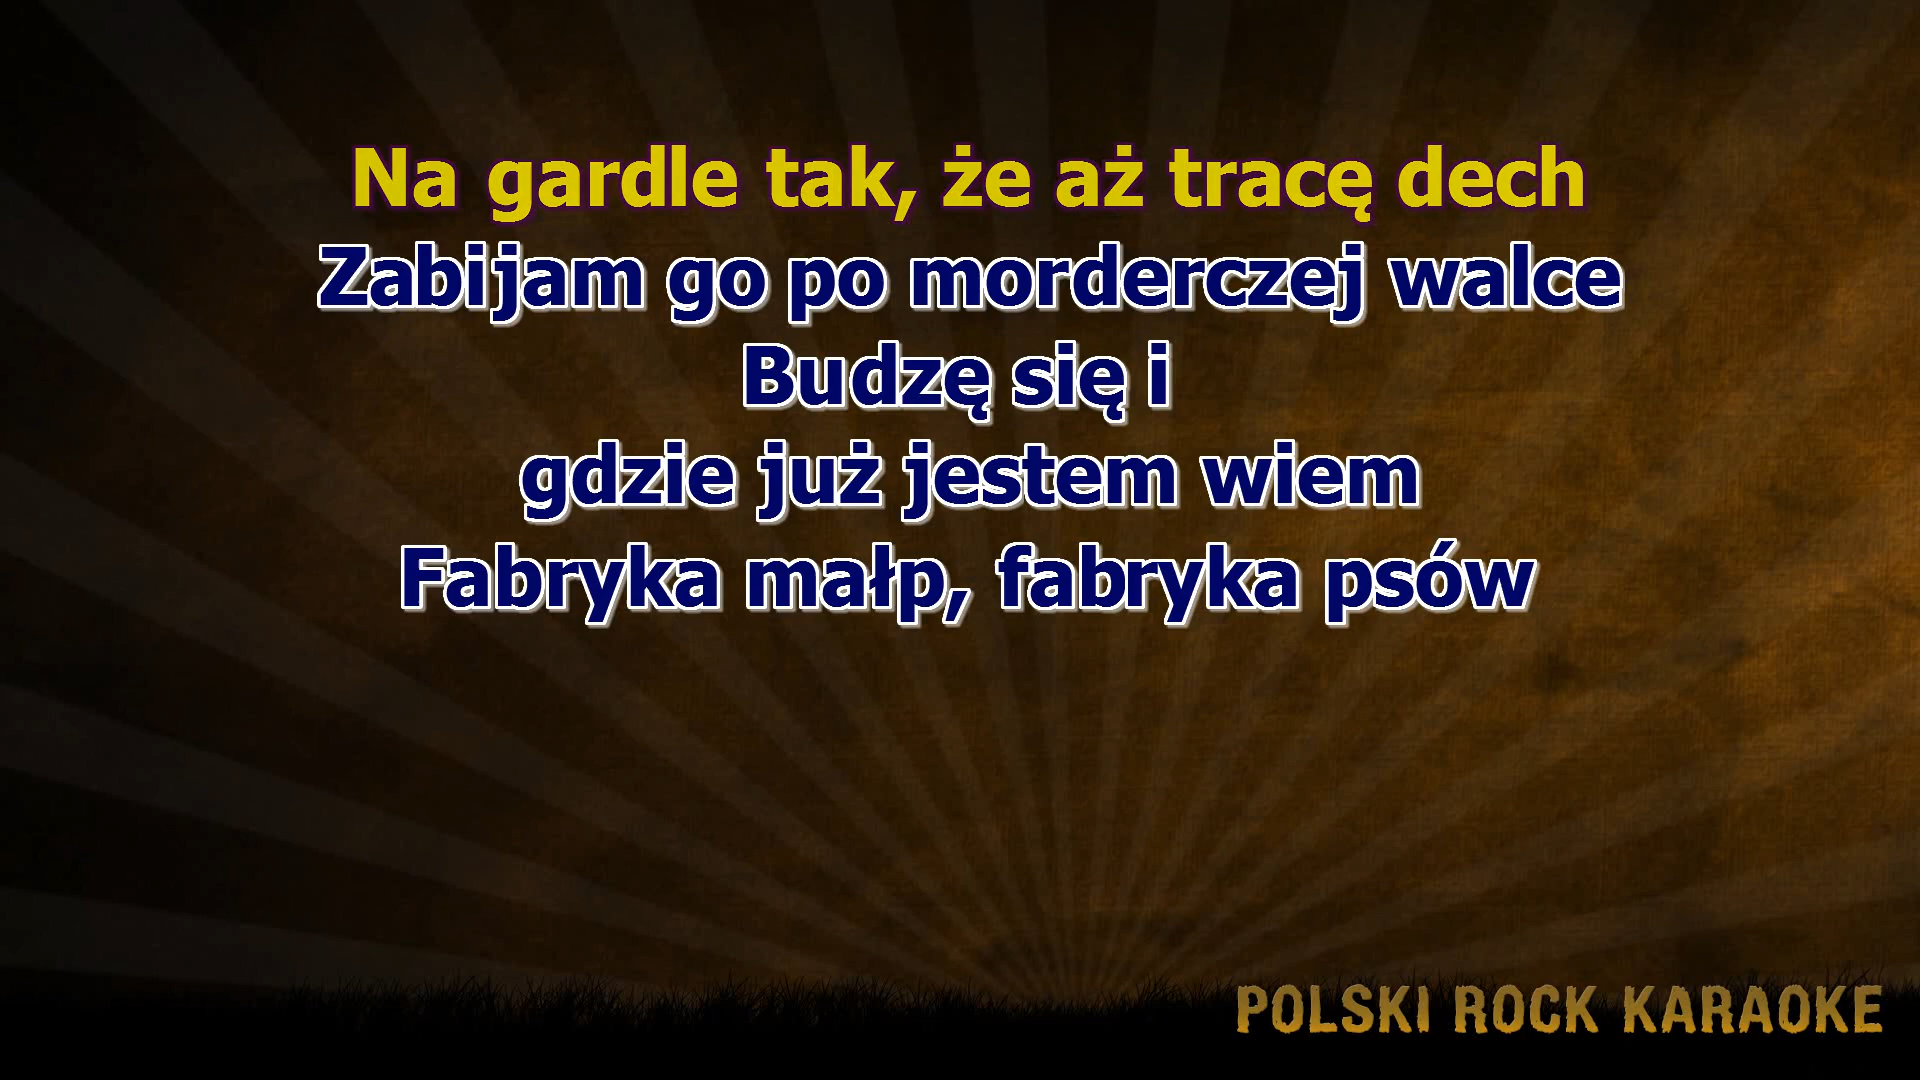 Na gardle tak, że aż tracę dech
Zabijam go po morderczej walce
Budzę się i
gdzie już jestem wiem
Fabryka małp, fabryka psów
POLSKI ROCK KARAOKE